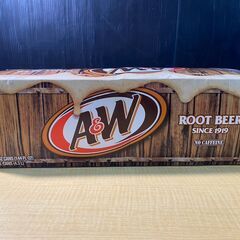 A&W
ROOT BEER
SINCE 1919
NO CAFFEINE